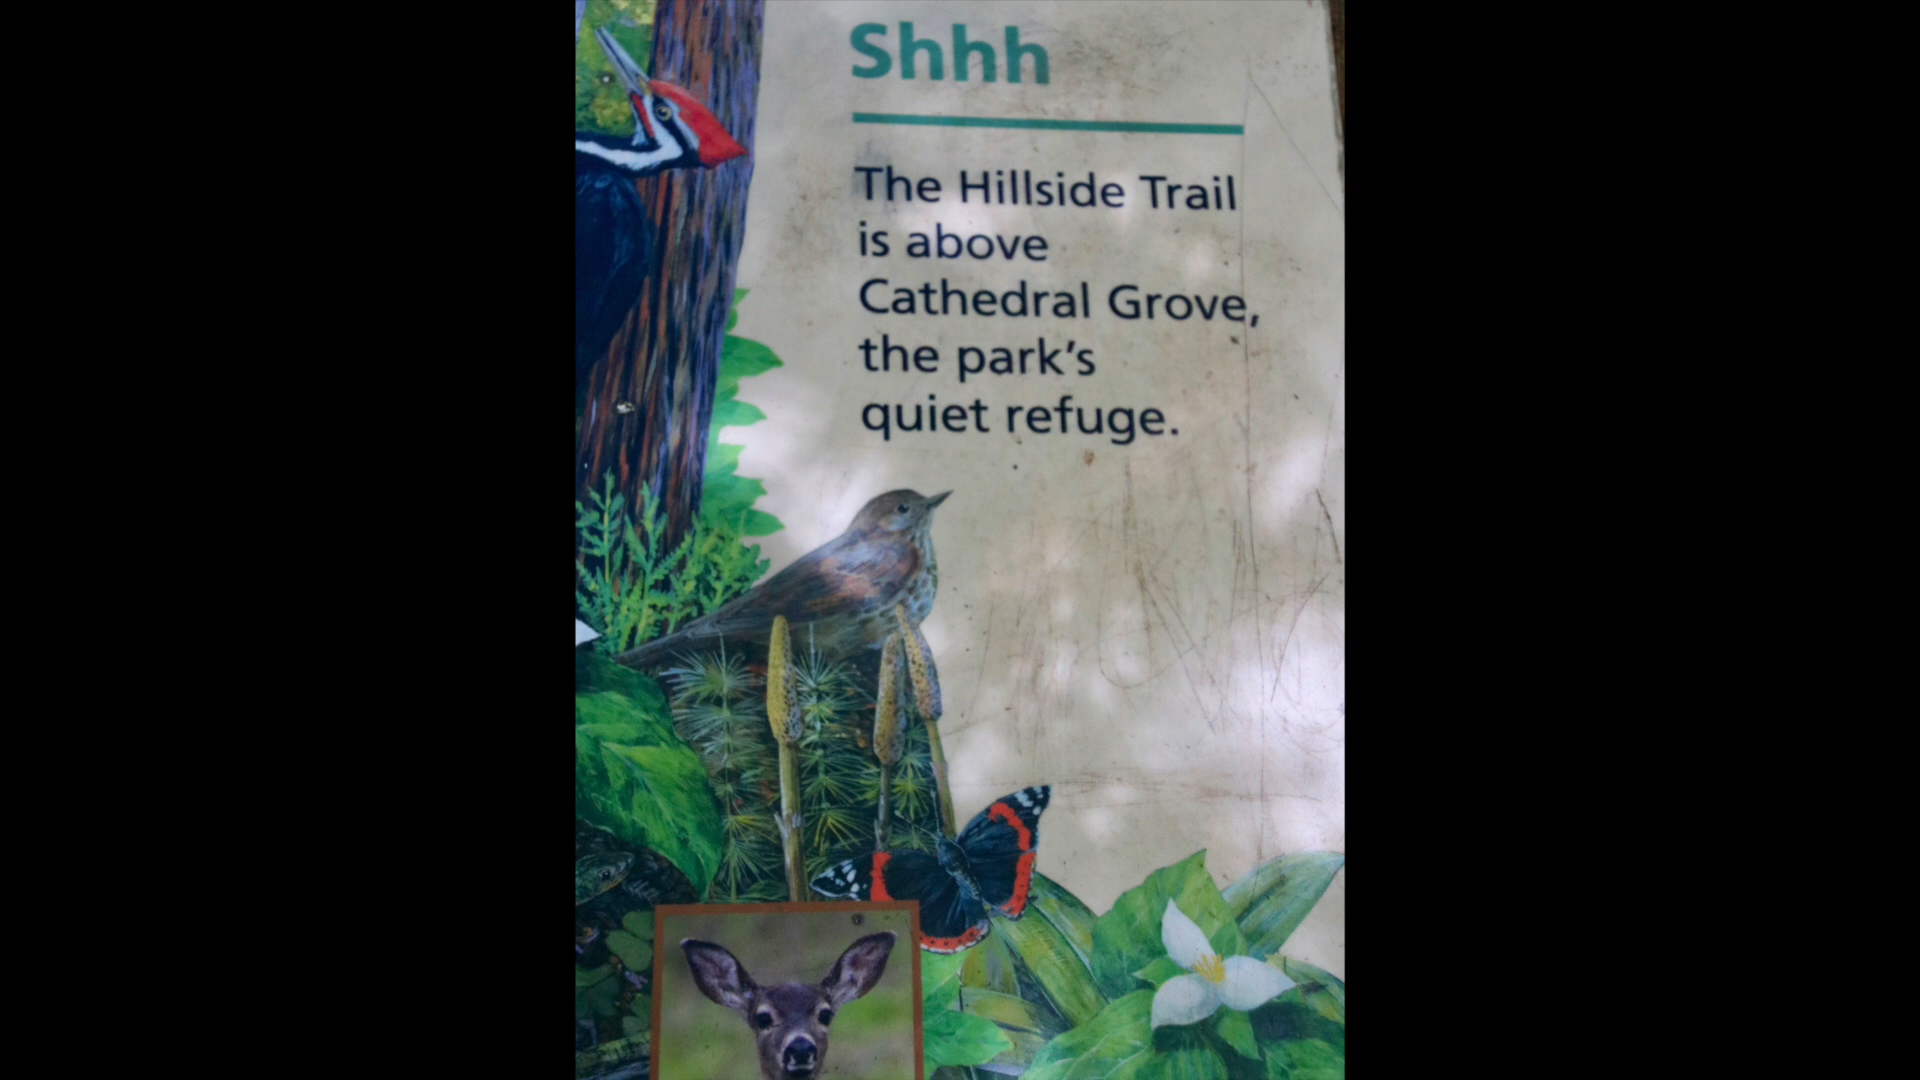 Shhh
The Hillside Trail
is above
Cathedral Grove,
the park’s
quiet refuge.